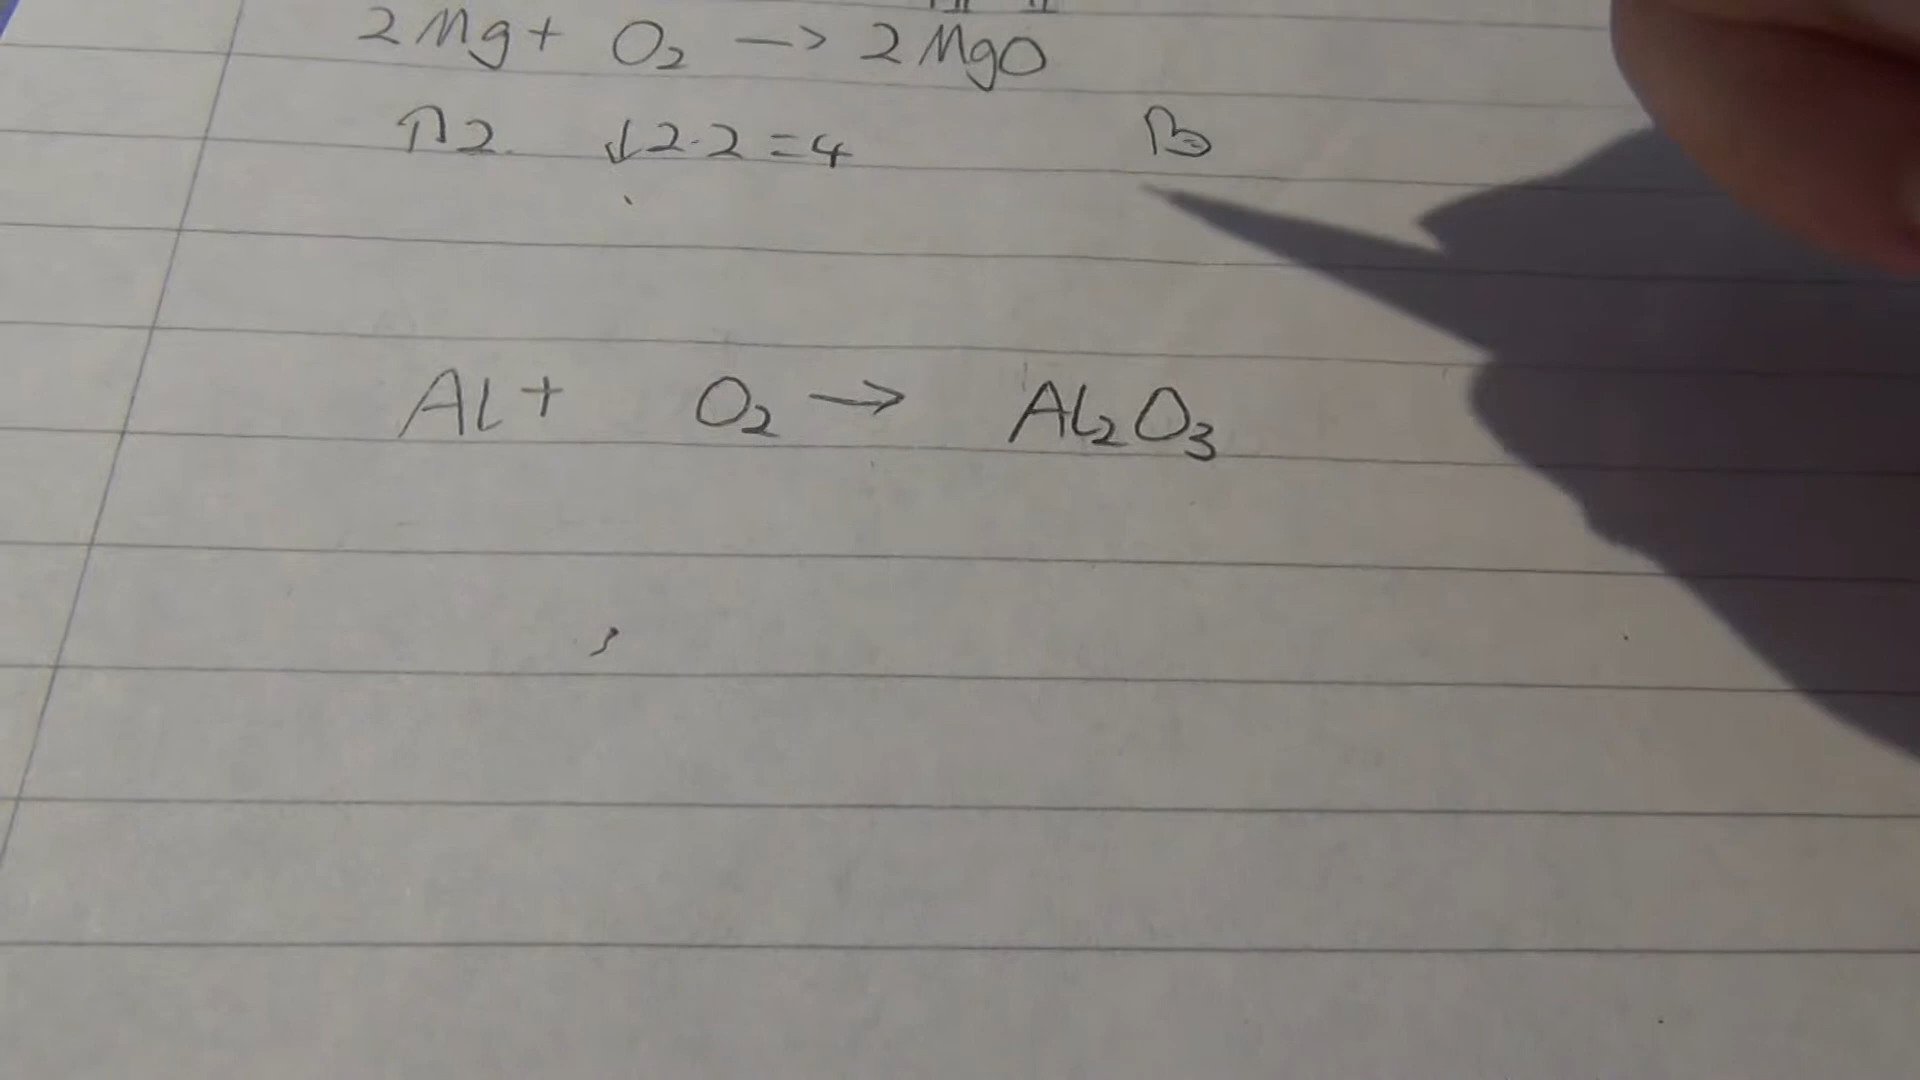 2Mg + O₂ → 2MgO
↑2. ↓2·2=4 B
Al + O₂ → Al₂O₃